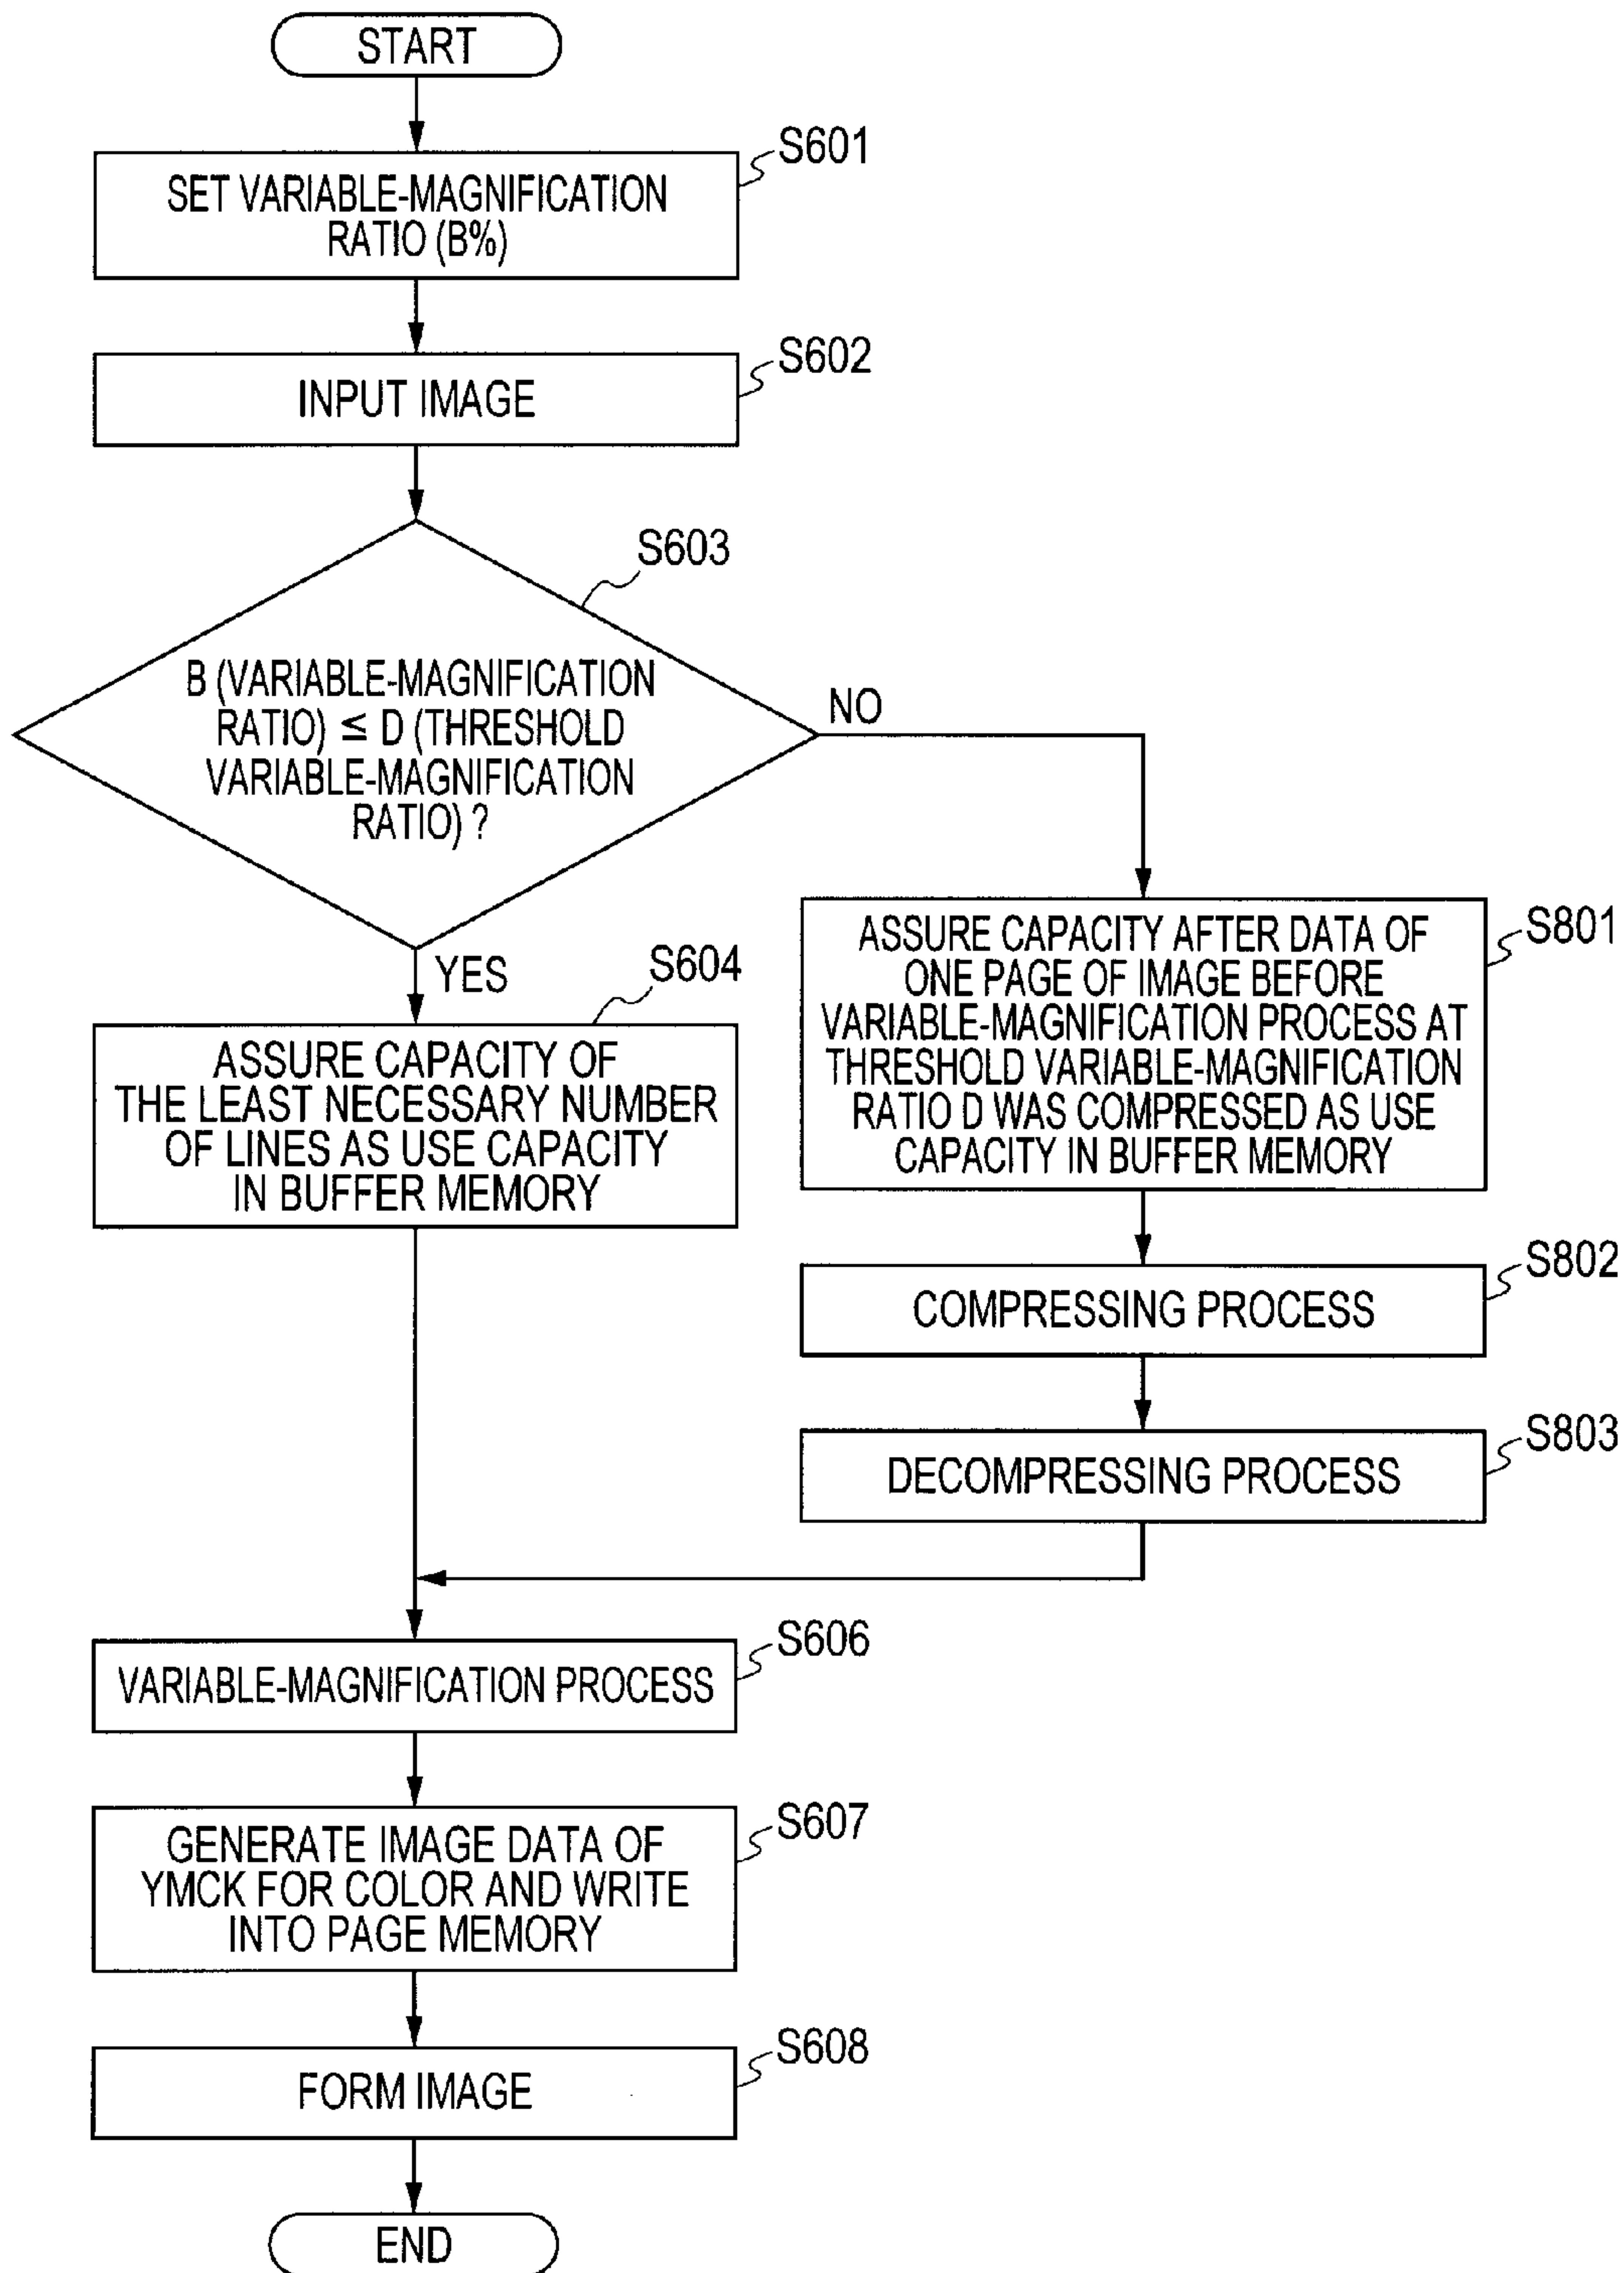 START
S601
SET VARIABLE-MAGNIFICATION
RATIO (B%)
S602
INPUT IMAGE
S603
B (VARIABLE-MAGNIFICATION
RATIO) ≦ D (THRESHOLD
VARIABLE-MAGNIFICATION
RATIO) ?
NO
YES
S604
ASSURE CAPACITY OF
THE LEAST NECESSARY NUMBER
OF LINES AS USE CAPACITY
IN BUFFER MEMORY
S801
ASSURE CAPACITY AFTER DATA OF
ONE PAGE OF IMAGE BEFORE
VARIABLE-MAGNIFICATION PROCESS AT
THRESHOLD VARIABLE-MAGNIFICATION
RATIO D WAS COMPRESSED AS USE
CAPACITY IN BUFFER MEMORY
S802
COMPRESSING PROCESS
S803
DECOMPRESSING PROCESS
S606
VARIABLE-MAGNIFICATION PROCESS
S607
GENERATE IMAGE DATA OF
YMCK FOR COLOR AND WRITE
INTO PAGE MEMORY
S608
FORM IMAGE
END